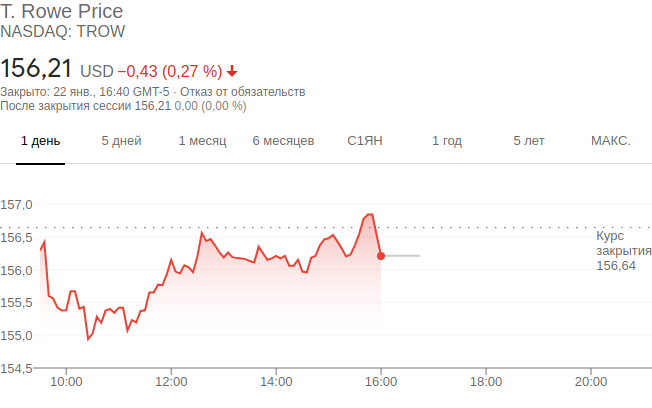 T. Rowe Price
NASDAQ: TROW
156,21 USD −0,43 (0,27 %)
Закрыто: 22 янв., 16:40 GMT-5 · Отказ от обязательств
После закрытия сессии 156,21 0,00 (0,00 %)
1 день 5 дней 1 месяц 6 месяцев С1ЯН 1 год 5 лет МАКС.
157,0
156,5
Курс
закрытия
156,64
156,0
155,5
155,0
154,5
10:00 12:00 14:00 16:00 18:00 20:00